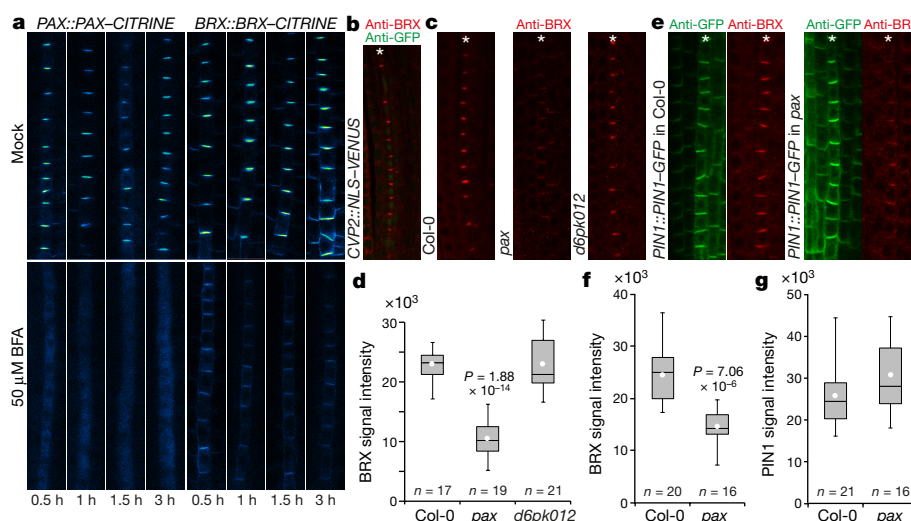 a PAX::PAX–CITRINE BRX::BRX–CITRINE
Mock
50 μM BFA
0.5 h 1 h 1.5 h 3 h 0.5 h 1 h 1.5 h 3 h
b Anti-BRX
Anti-GFP
*
CVP2::NLS–VENUS
c Anti-BRX
* * *
Col-0
pax
d6pk012
e Anti-GFP Anti-BRX Anti-GFP Anti-BR
* * * *
PIN1::PIN1–GFP in Col-0
PIN1::PIN1–GFP in pax
d
×10³
BRX signal intensity
30
20
10
0
P = 1.88
× 10⁻¹⁴
n = 17 n = 19 n = 21
Col-0 pax d6pk012
f
×10³
BRX signal intensity
40
30
20
10
0
P = 7.06
× 10⁻⁶
n = 20 n = 16
Col-0 pax
g
×10³
PIN1 signal intensity
50
40
30
20
10
0
n = 21 n = 16
Col-0 pax